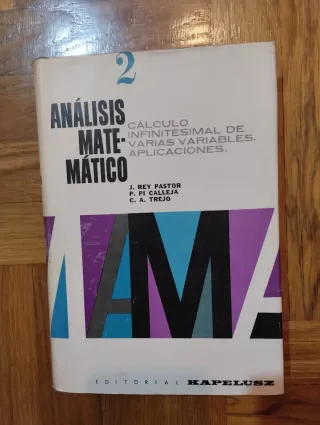 2
ANÁLISIS
MATE-
MÁTICO
CÁLCULO
INFINITESIMAL DE
VARIAS VARIABLES.
APLICACIONES.
J. REY PASTOR
P. PI CALLEJA
C. A. TREJO
AMA
EDITORIAL KAPELUSZ